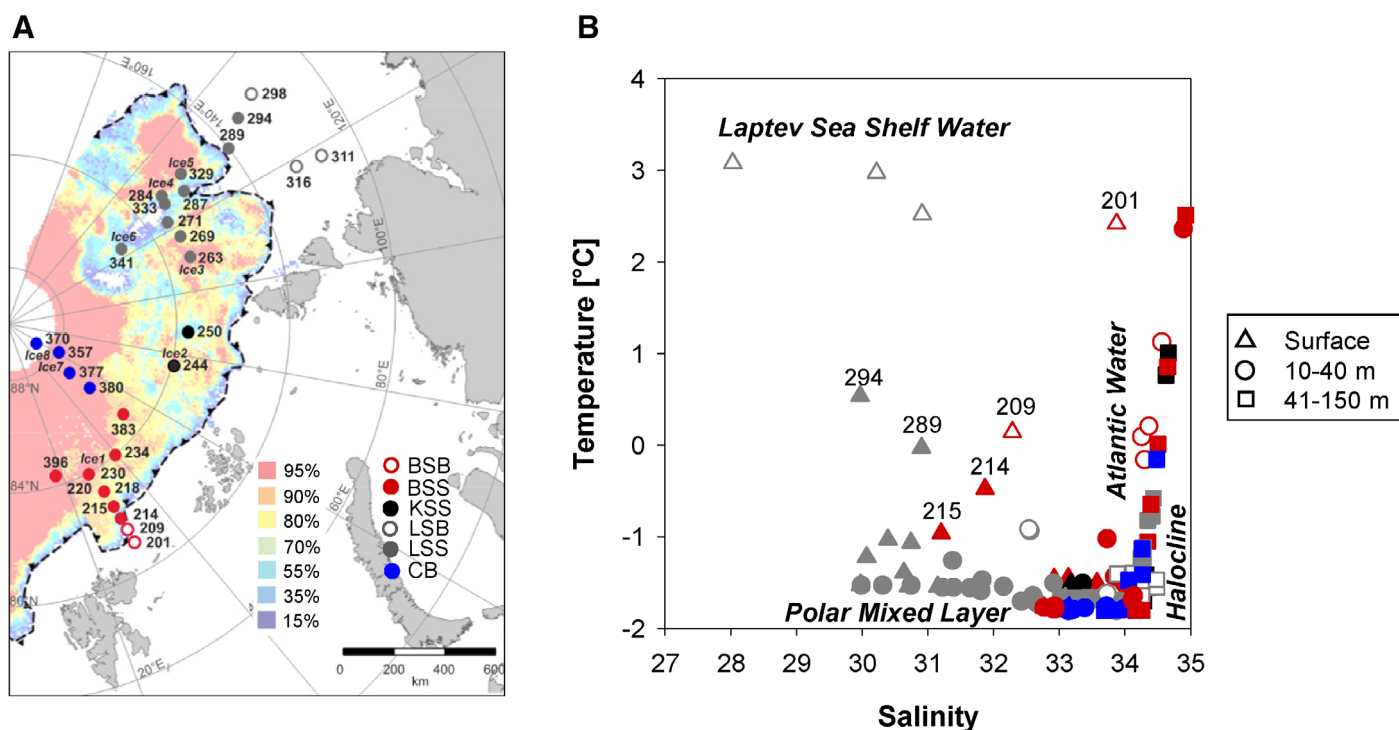 A
160°E
140°E
120°E
100°E
80°E
60°E
20°E
88°N
84°N
80°N
298
294
289
311
316
Ice5
329
Ice4
284
333
287
271
269
Ice6
341
263
Ice3
250
Ice2
244
370
Ice8
357
Ice7
377
380
383
Ice1
234
396
230
220
218
215
214
209
201
95%
90%
80%
70%
55%
35%
15%
BSB
BSS
KSS
LSB
LSS
CB
0 200 400 600
km
B
Temperature [°C]
4
3
2
1
0
-1
-2
27 28 29 30 31 32 33 34 35
Salinity
Laptev Sea Shelf Water
201
294
289
209
214
215
Atlantic Water
Halocline
Polar Mixed Layer
Surface
10-40 m
41-150 m